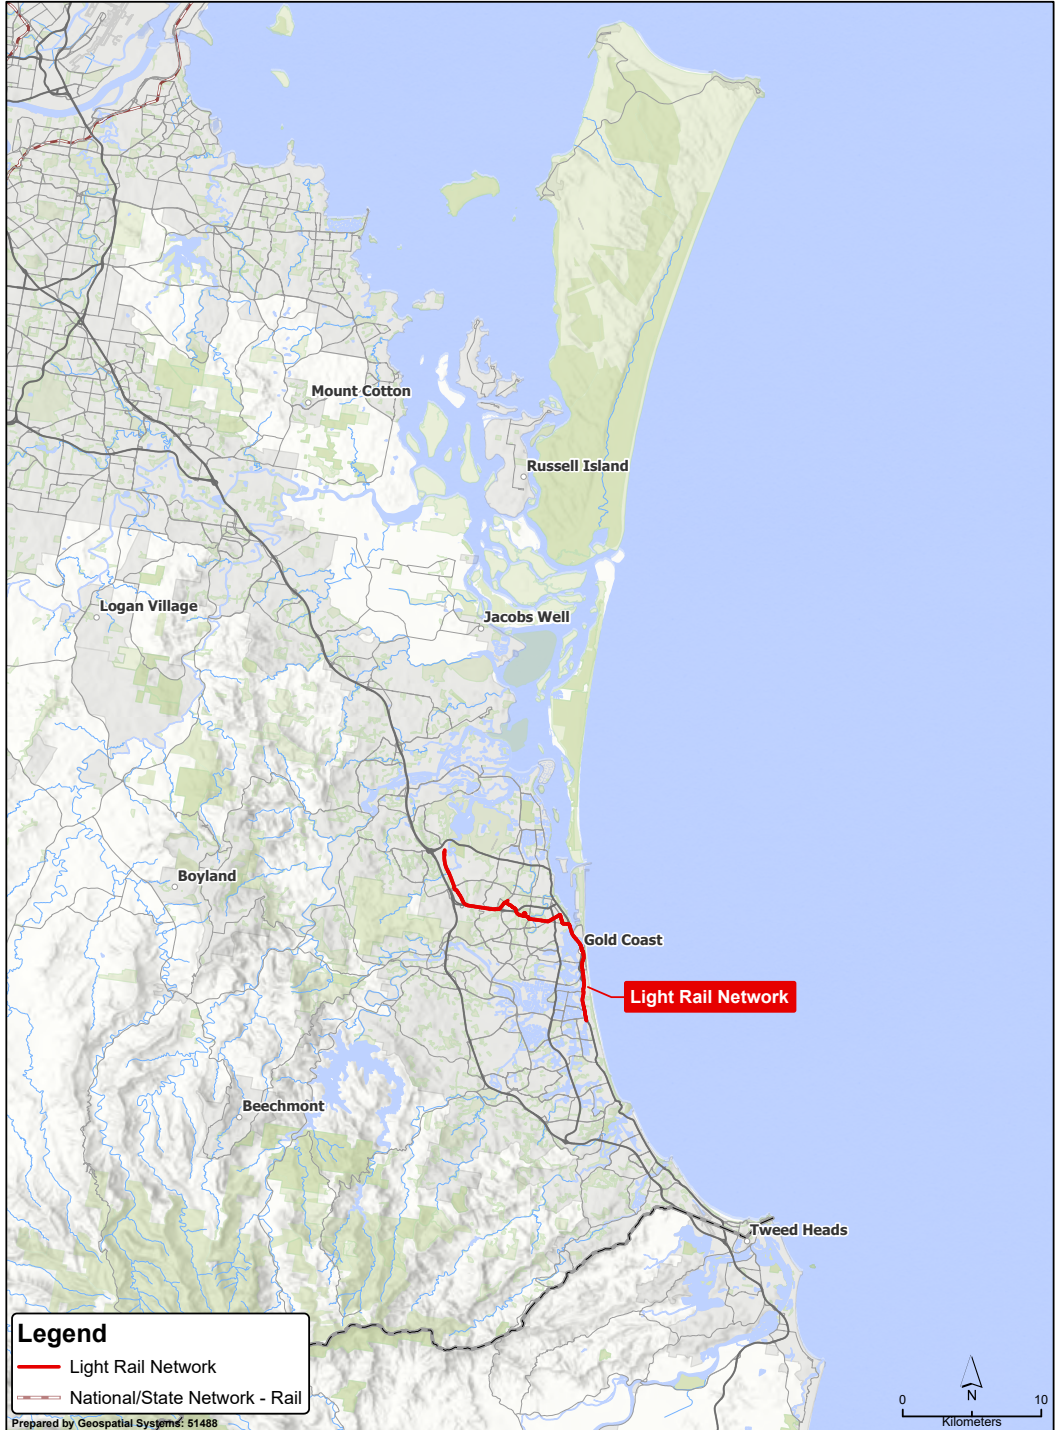 Mount Cotton
Russell Island
Logan Village
Jacobs Well
Boyland
Gold Coast
Light Rail Network
Beechmont
Tweed Heads
Legend
Light Rail Network
National/State Network - Rail
Prepared by Geospatial Systems: 51488
N
0 10
Kilometers